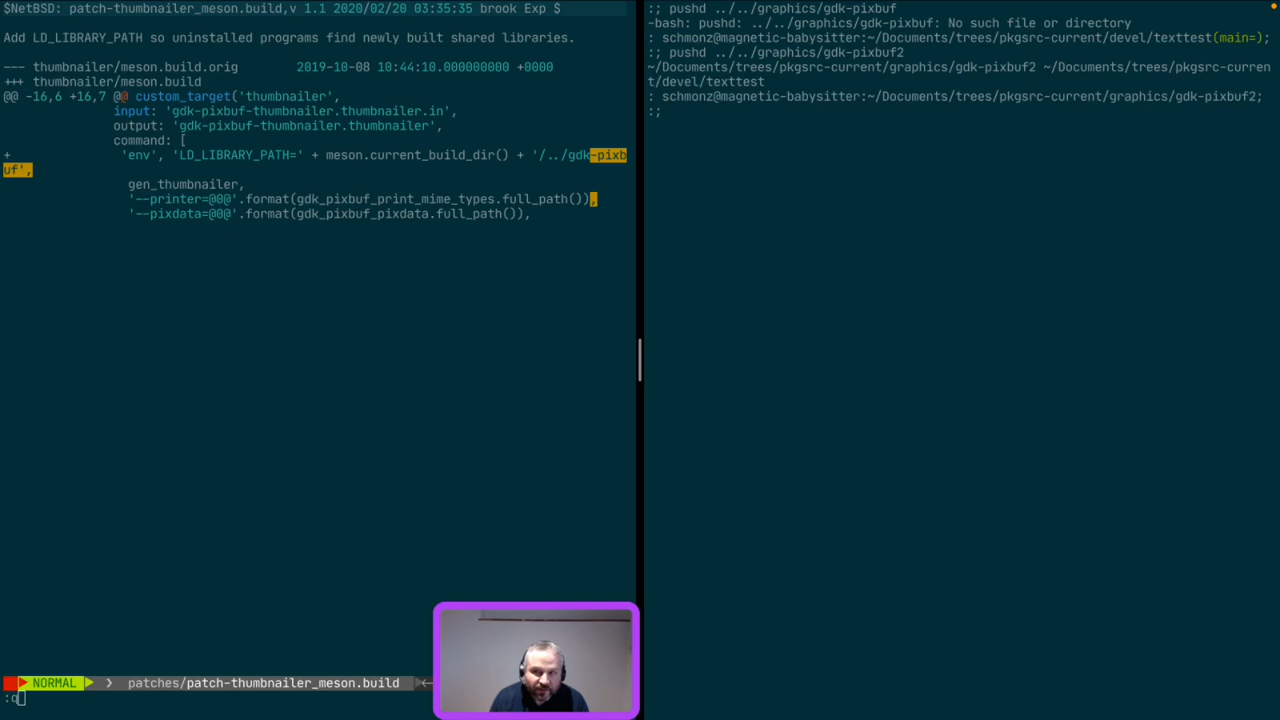 $NetBSD: patch-thumbnailer_meson.build,v 1.1 2020/02/20 03:35:35 brook Exp $
Add LD_LIBRARY_PATH so uninstalled programs find newly built shared libraries.
--- thumbnailer/meson.build.orig 2019-10-08 10:44:10.000000000 +0000
+++ thumbnailer/meson.build
@@ -16,6 +16,7 @@ custom_target('thumbnailer',
input: 'gdk-pixbuf-thumbnailer.thumbnailer.in',
output: 'gdk-pixbuf-thumbnailer.thumbnailer',
command: [
+ 'env', 'LD_LIBRARY_PATH=' + meson.current_build_dir() + '/../gdk-pixb
uf',
gen_thumbnailer,
'--printer=@0@'.format(gdk_pixbuf_print_mime_types.full_path()),
'--pixdata=@0@'.format(gdk_pixbuf_pixdata.full_path()),
NORMAL patches/patch-thumbnailer_meson.build
:q
:; pushd ../../graphics/gdk-pixbuf
-bash: pushd: ../../graphics/gdk-pixbuf: No such file or directory
: schmonz@magnetic-babysitter:~/Documents/trees/pkgsrc-current/devel/texttest(main=);
:; pushd ../../graphics/gdk-pixbuf2
~/Documents/trees/pkgsrc-current/graphics/gdk-pixbuf2 ~/Documents/trees/pkgsrc-curren
t/devel/texttest
: schmonz@magnetic-babysitter:~/Documents/trees/pkgsrc-current/graphics/gdk-pixbuf2;
:;